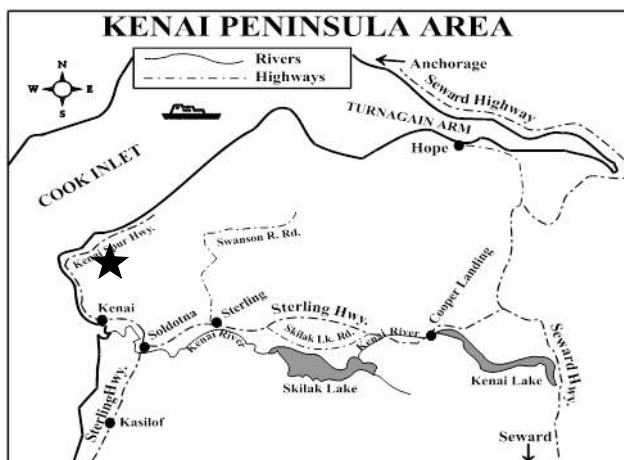 KENAI PENINSULA AREA
Rivers
Highways
N
W
E
S
Anchorage
Seward Highway
TURNAGAIN ARM
Hope
COOK INLET
Kenai Spur Hwy.
Swanson R. Rd.
Kenai
Soldotna
Sterling
Sterling Hwy.
Skilak Lk. Rd.
Kenai River
Kenai River
Cooper Landing
Skilak Lake
Kenai Lake
Seward Hwy.
Sterling Hwy.
Kasilof
Seward